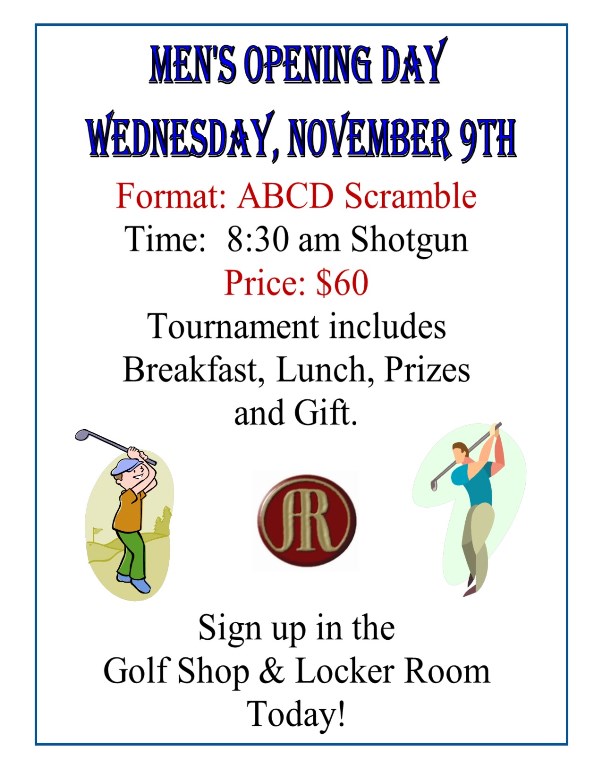 MEN'S OPENING DAY
WEDNESDAY, NOVEMBER 9TH
Format: ABCD Scramble
Time:  8:30 am Shotgun
Price: $60
Tournament includes
Breakfast, Lunch, Prizes
and Gift.
AR
Sign up in the
Golf Shop & Locker Room
Today!